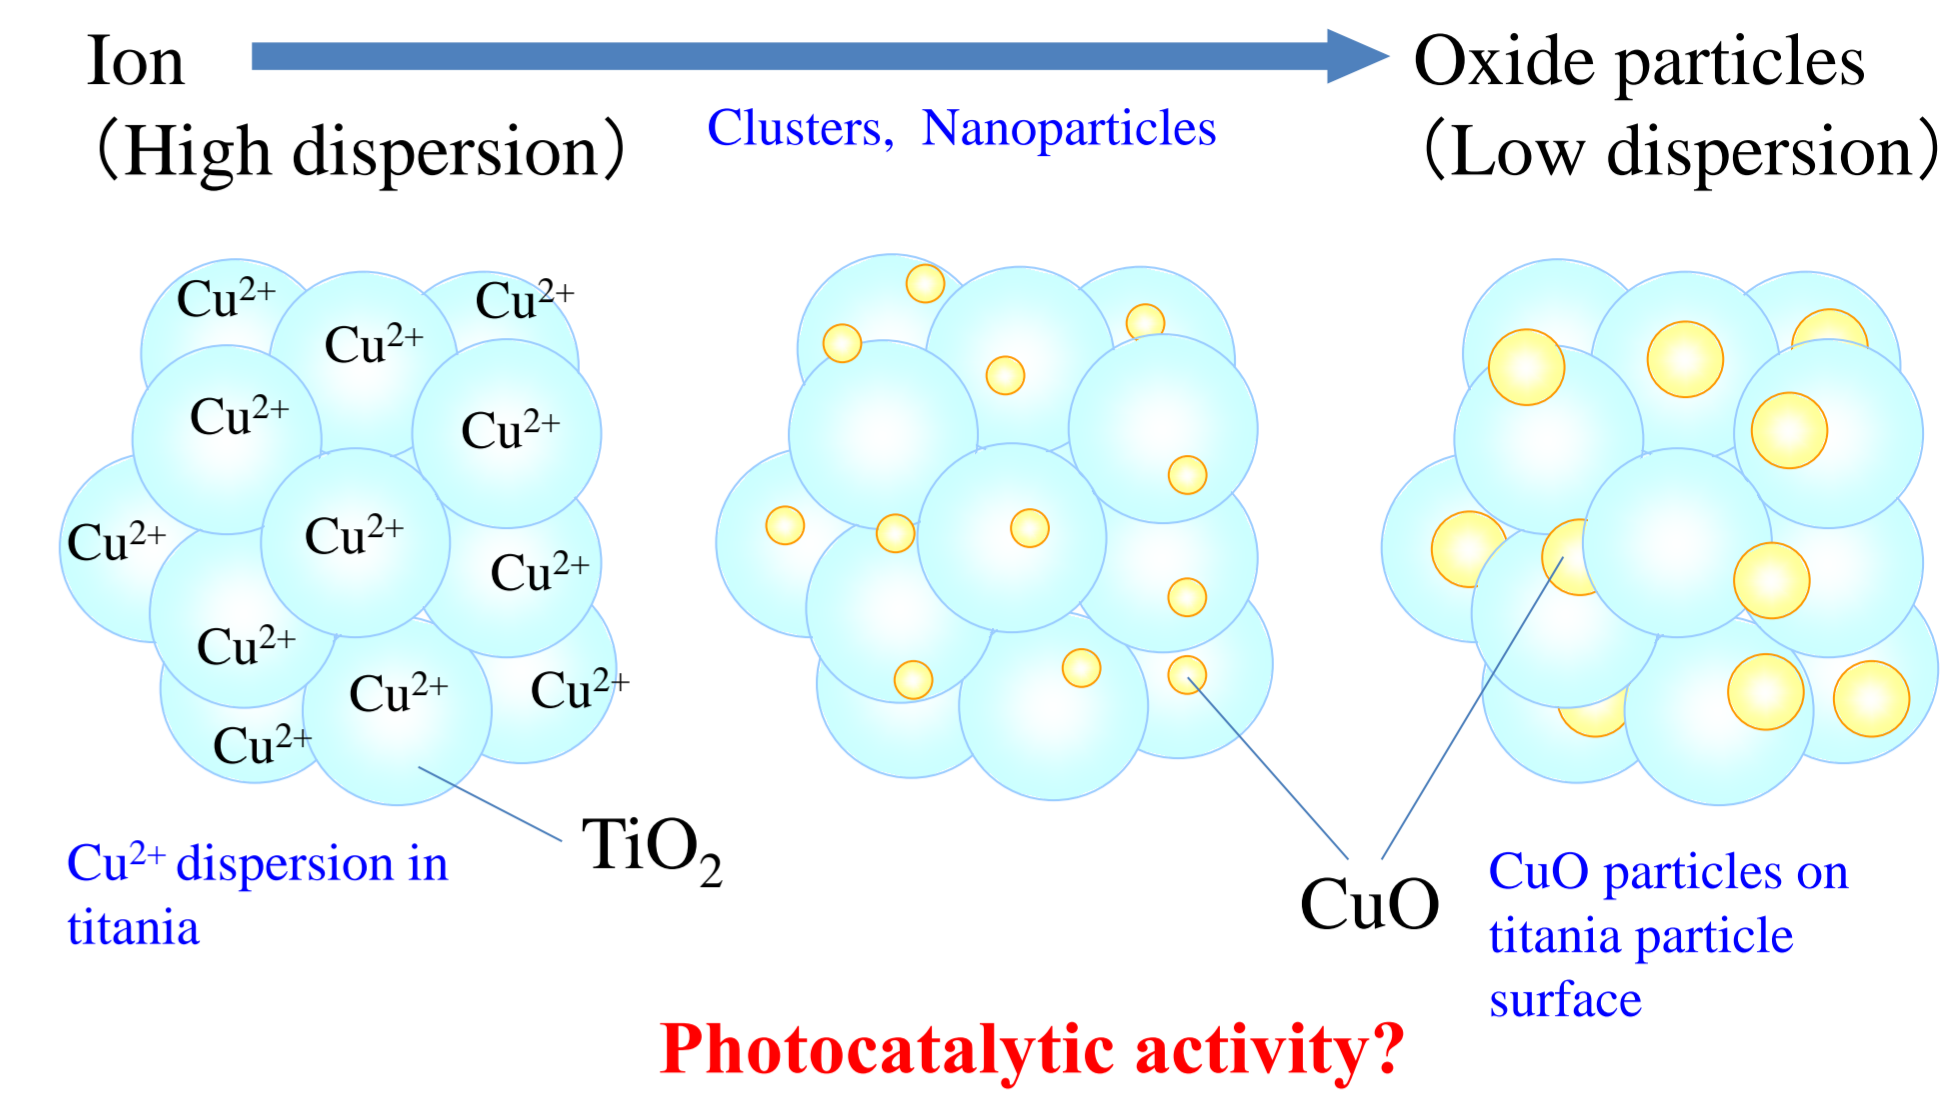 Ion
（High dispersion）
Clusters,  Nanoparticles
Oxide particles
（Low dispersion）
Cu²⁺
Cu²⁺
Cu²⁺
Cu²⁺
Cu²⁺
Cu²⁺
Cu²⁺
Cu²⁺
Cu²⁺
Cu²⁺
Cu²⁺
Cu²⁺
TiO₂
CuO
Cu²⁺ dispersion in
titania
CuO particles on
titania particle
surface
Photocatalytic activity?